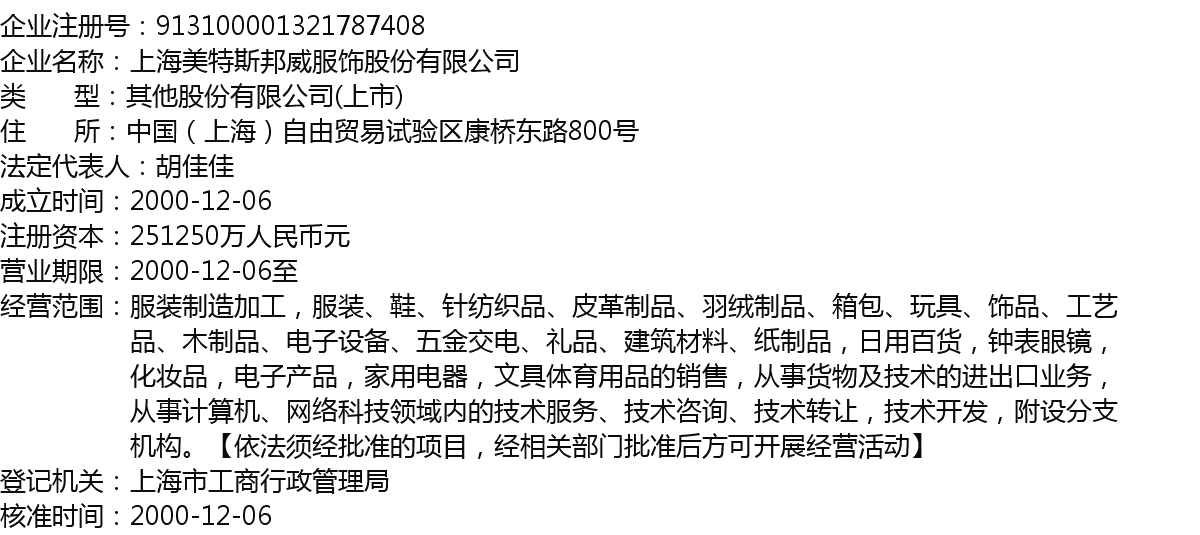 企业注册号：913100001321787408
企业名称：上海美特斯邦威服饰股份有限公司
类　　型：其他股份有限公司(上市)
住　　所：中国（上海）自由贸易试验区康桥东路800号
法定代表人：胡佳佳
成立时间：2000-12-06
注册资本：251250万人民币元
营业期限：2000-12-06至
经营范围：服装制造加工，服装、鞋、针纺织品、皮革制品、羽绒制品、箱包、玩具、饰品、工艺
品、木制品、电子设备、五金交电、礼品、建筑材料、纸制品，日用百货，钟表眼镜，
化妆品，电子产品，家用电器，文具体育用品的销售，从事货物及技术的进出口业务，
从事计算机、网络科技领域内的技术服务、技术咨询、技术转让，技术开发，附设分支
机构。【依法须经批准的项目，经相关部门批准后方可开展经营活动】
登记机关：上海市工商行政管理局
核准时间：2000-12-06